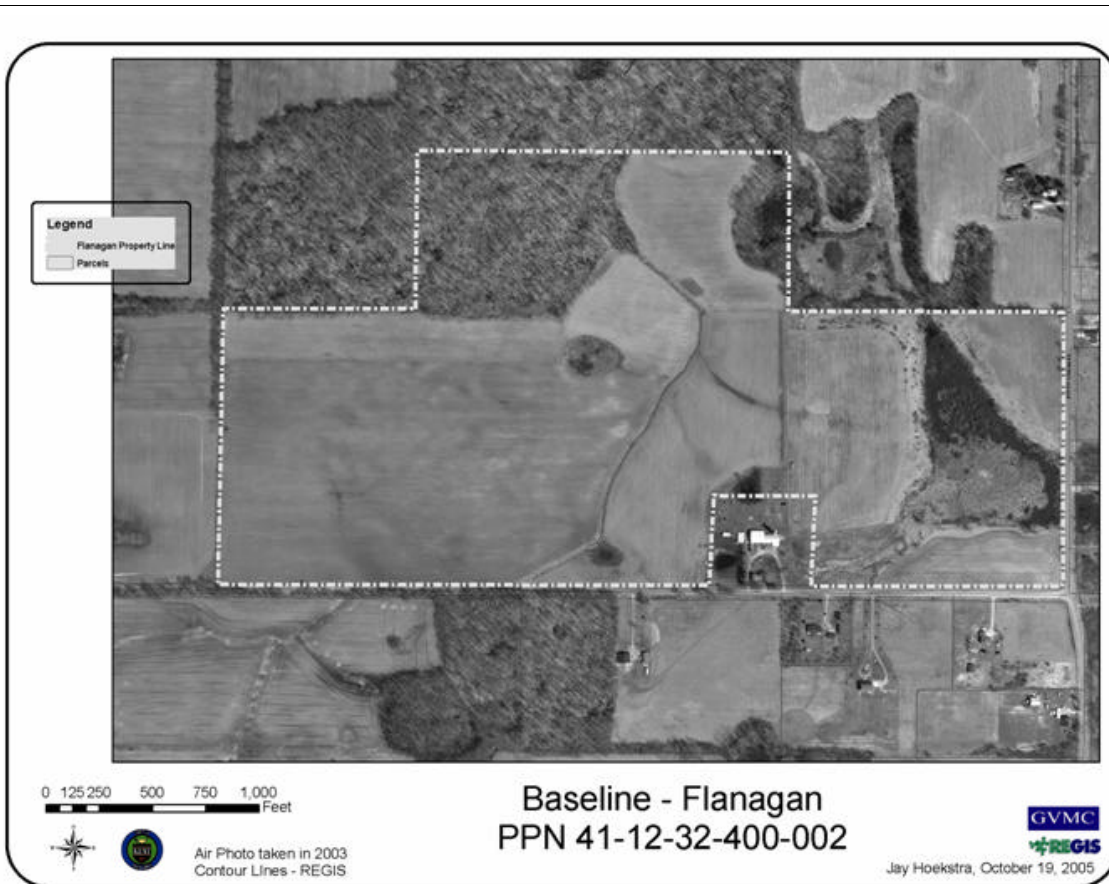 Legend
Flanagan Property Line
Parcels
0 125 250 500 750 1,000
Feet
Air Photo taken in 2003
Contour Lines - REGIS
Baseline - Flanagan
PPN 41-12-32-400-002
GVMC
REGIS
Jay Hoekstra, October 19, 2005